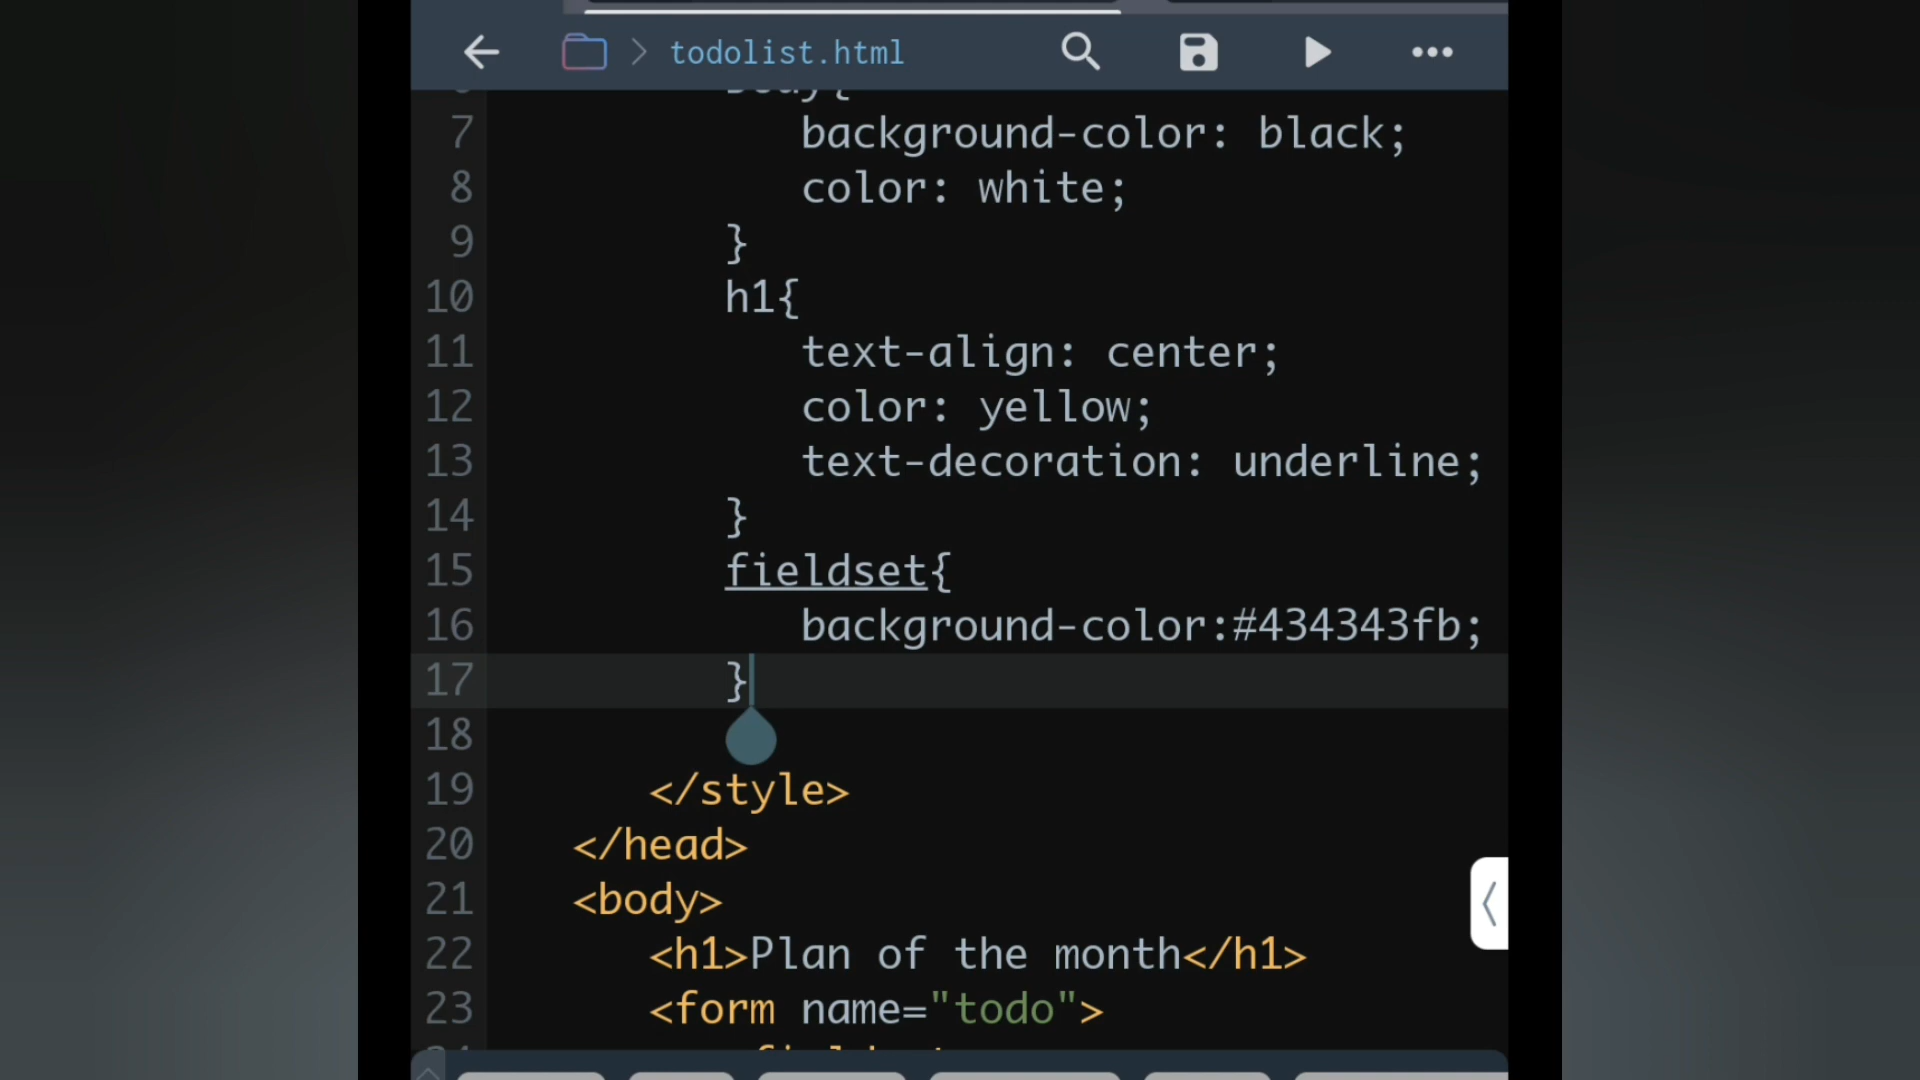 todolist.html
body{
7 background-color: black;
8 color: white;
9 }
10 h1{
11 text-align: center;
12 color: yellow;
13 text-decoration: underline;
14 }
15 fieldset{
16 background-color:#434343fb;
17 }
18
19 </style>
20 </head>
21 <body>
22 <h1>Plan of the month</h1>
23 <form name="todo">